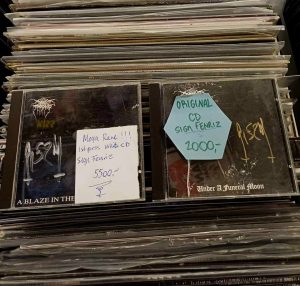 Mega Rare !!!
1st press
CD
Sign Fenriz
5500,-
A BLAZE IN THE
ORIGINAL
CD
SIGN FENRIZ
2000,-
Under A Funeral Moon